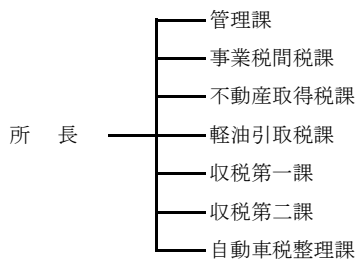 管理課
事業税間税課
不動産取得税課
所　長
軽油引取税課
収税第一課
収税第二課
自動車税整理課